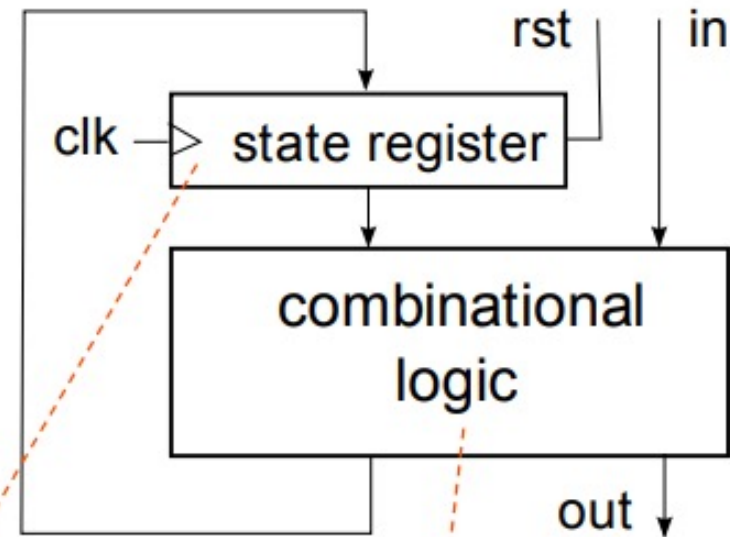 rst in
clk state register
combinational
logic
out